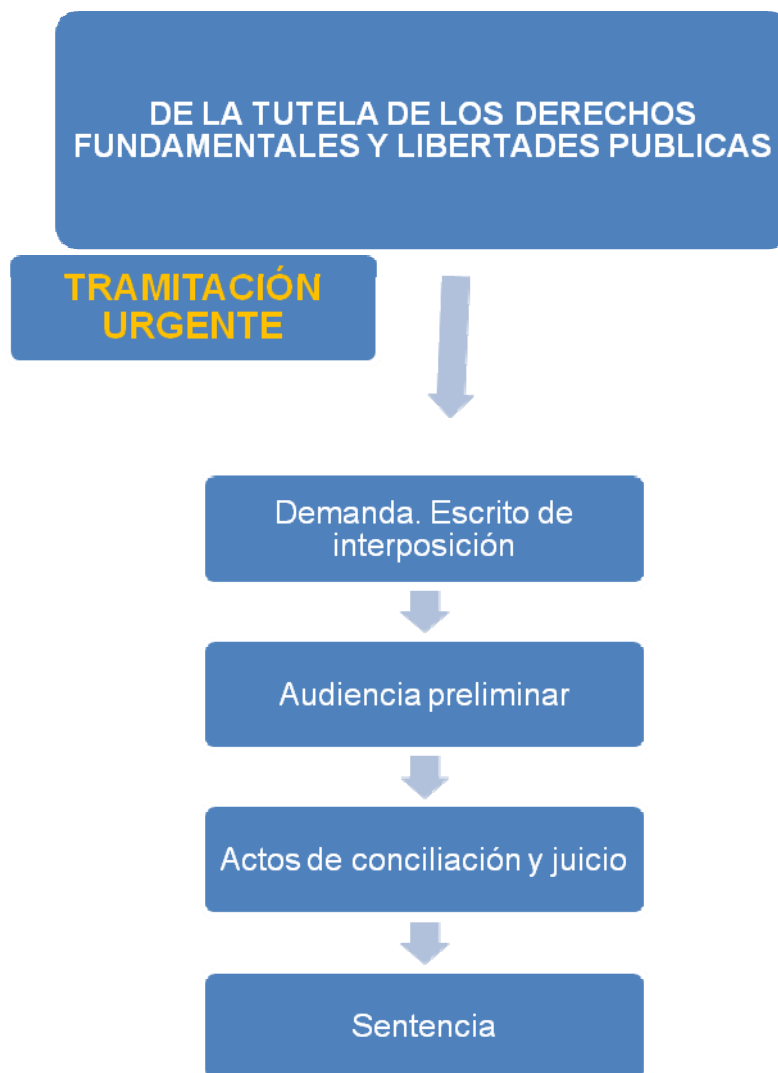 DE LA TUTELA DE LOS DERECHOS
FUNDAMENTALES Y LIBERTADES PUBLICAS
TRAMITACIÓN
URGENTE
Demanda. Escrito de
interposición
Audiencia preliminar
Actos de conciliación y juicio
Sentencia